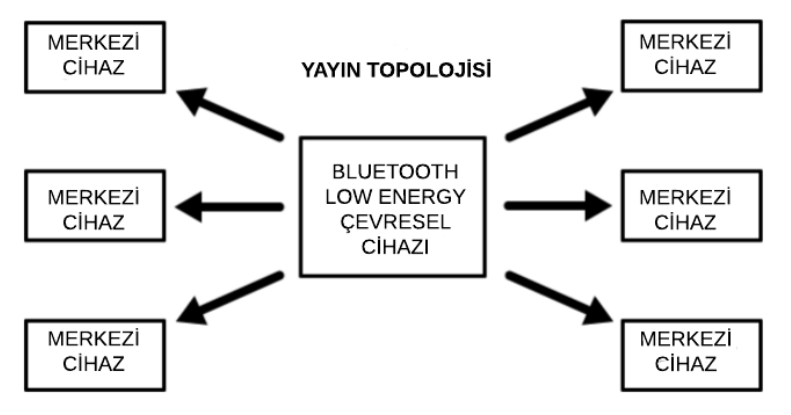 YAYIN TOPOLOJİSİ
MERKEZİ
CİHAZ
MERKEZİ
CİHAZ
MERKEZİ
CİHAZ
BLUETOOTH
LOW ENERGY
ÇEVRESEL
CİHAZI
MERKEZİ
CİHAZ
MERKEZİ
CİHAZ
MERKEZİ
CİHAZ